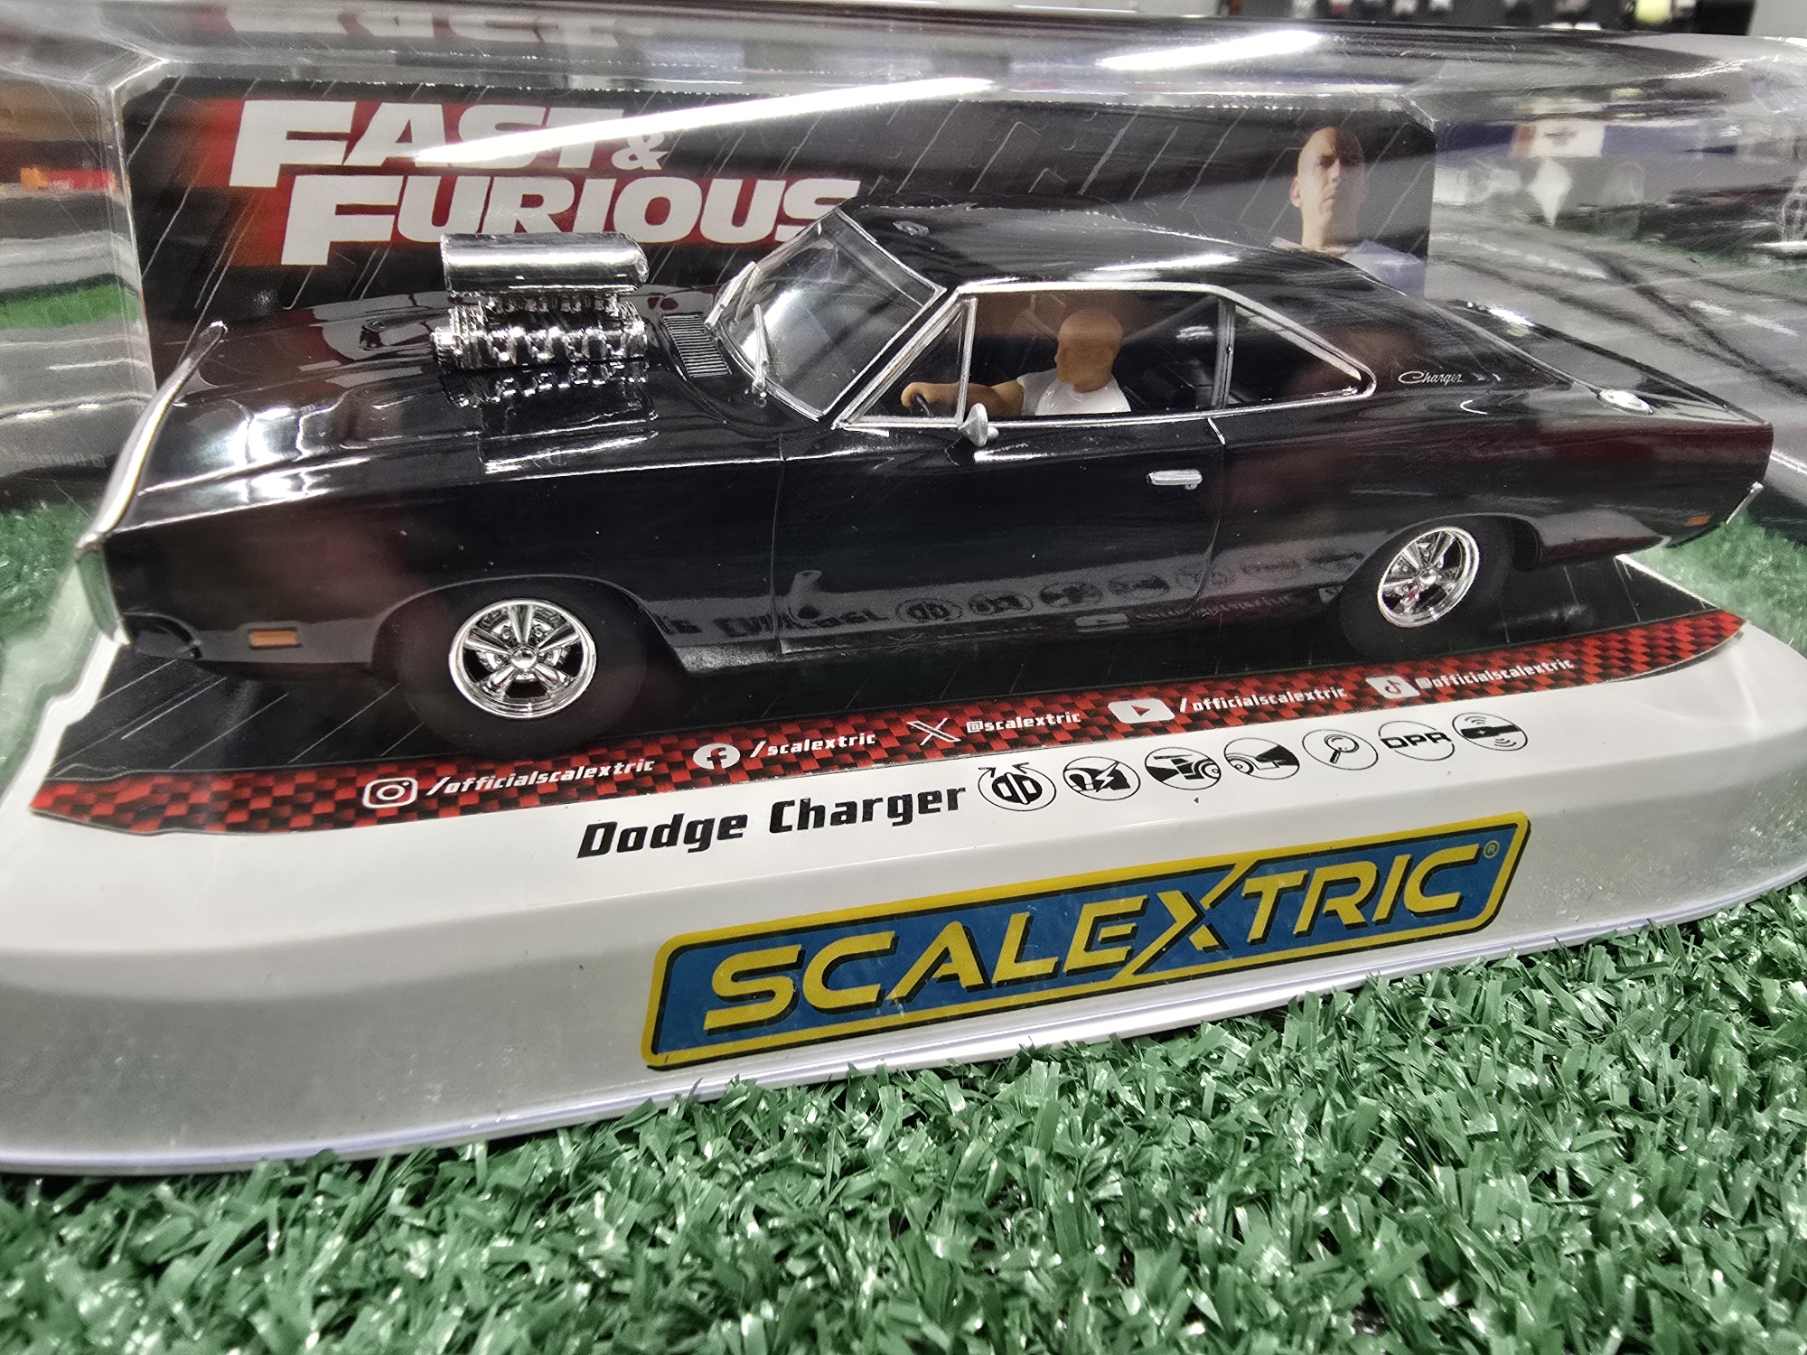 FAST &
FURIOUS
Charger
/officialscalextric
/scalextric
@scalextric
/officialscalextric
@officialscalextric
Dodge Charger
DPR
SCALEXTRIC®